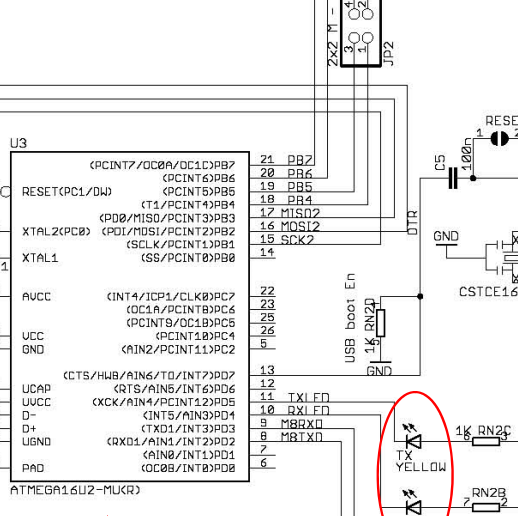 2x2 M -
4 2
3 1
JP2
U3
(PCINT7/OC0A/OC1C)PB7 21 PB7
(PCINT6)PB6 20 PB6
RESET(PC1/DW) (PCINT5)PB5 19 PB5
(T1/PCINT4)PB4 18 PB4
(PD0/MISO/PCINT3)PB3 17 MISO2
XTAL2(PC0) (PDI/MOSI/PCINT2)PB2 16 MOSI2
(SCLK/PCINT1)PB1 15 SCK2
XTAL1 (SS/PCINT0)PB0 14
1
AVCC (INT4/ICP1/CLK0)PC7 22
(OC1A/PCINT8)PC6 23
(PCINT9/OC1B)PC5 25
VCC (PCINT10)PC4 26
GND (AIN2/PCINT11)PC2 5
(CTS/HWB/AIN6/TO/INT7)PD7 13
UCAP (RTS/AIN5/INT6)PD6 12
UVCC (XCK/AIN4/PCINT12)PD5 11 TXLED
D- (INT5/AIN3)PD4 10 RXLED
D+ (TXD1/INT3)PD3 9 M8RXD
UGND (RXD1/AIN1/INT2)PD2 8 M8TXD
(AIN0/INT1)PD1 7
PAD (OC0B/INT0)PD0 6
ATMEGA16U2-MU(R)
RESE
1 2
100n
C5
DTR
GND
CSTCE16
USB boot En
1K RN2D
GND
TX
YELLOW
1K RN2C
RN2B
7 2